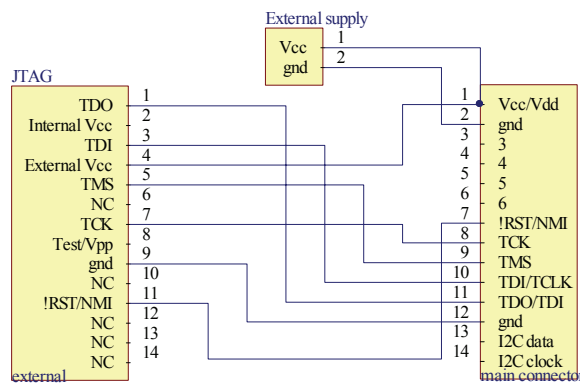 External supply
Vcc 1
gnd 2
JTAG
TDO 1
Internal Vcc 2
TDI 3
External Vcc 4
TMS 5
NC 6
TCK 7
Test/Vpp 8
gnd 9
NC 10
!RST/NMI 11
NC 12
NC 13
NC 14
external
1 Vcc/Vdd
2 gnd
3 3
4 4
5 5
6 6
7 !RST/NMI
8 TCK
9 TMS
10 TDI/TCLK
11 TDO/TDI
12 gnd
13 I2C data
14 I2C clock
main connecto